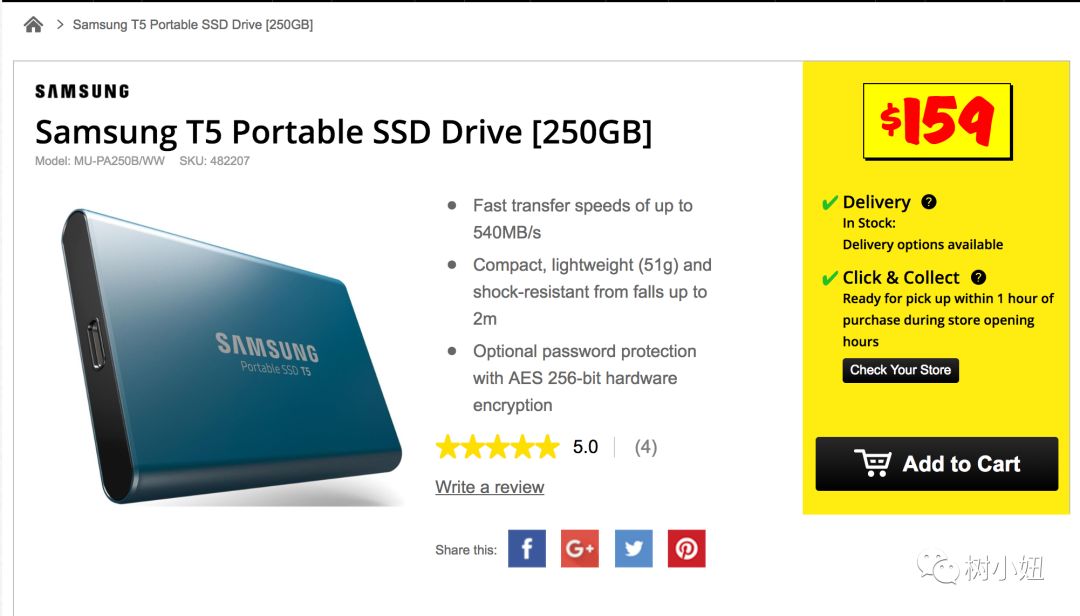 Samsung T5 Portable SSD Drive [250GB]
SAMSUNG
Samsung T5 Portable SSD Drive [250GB]
Model: MU-PA250B/WW SKU: 482207
SAMSUNG
Portable SSD T5
Fast transfer speeds of up to
540MB/s
Compact, lightweight (51g) and
shock-resistant from falls up to
2m
Optional password protection
with AES 256-bit hardware
encryption
5.0 (4)
Write a review
Share this: f G+
$159
Delivery ?
In Stock:
Delivery options available
Click & Collect ?
Ready for pick up within 1 hour of
purchase during store opening
hours
Check Your Store
Add to Cart
树小妞